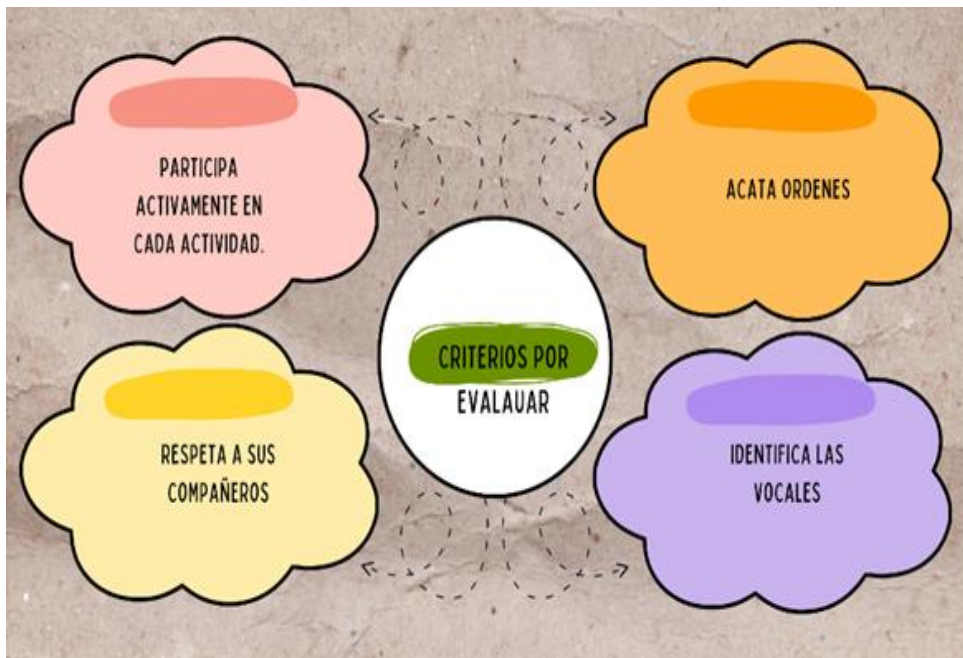 PARTICIPA
ACTIVAMENTE EN
CADA ACTIVIDAD.
ACATA ORDENES
CRITERIOS POR
EVALAUAR
RESPETA A SUS
COMPAÑEROS
IDENTIFICA LAS
VOCALES